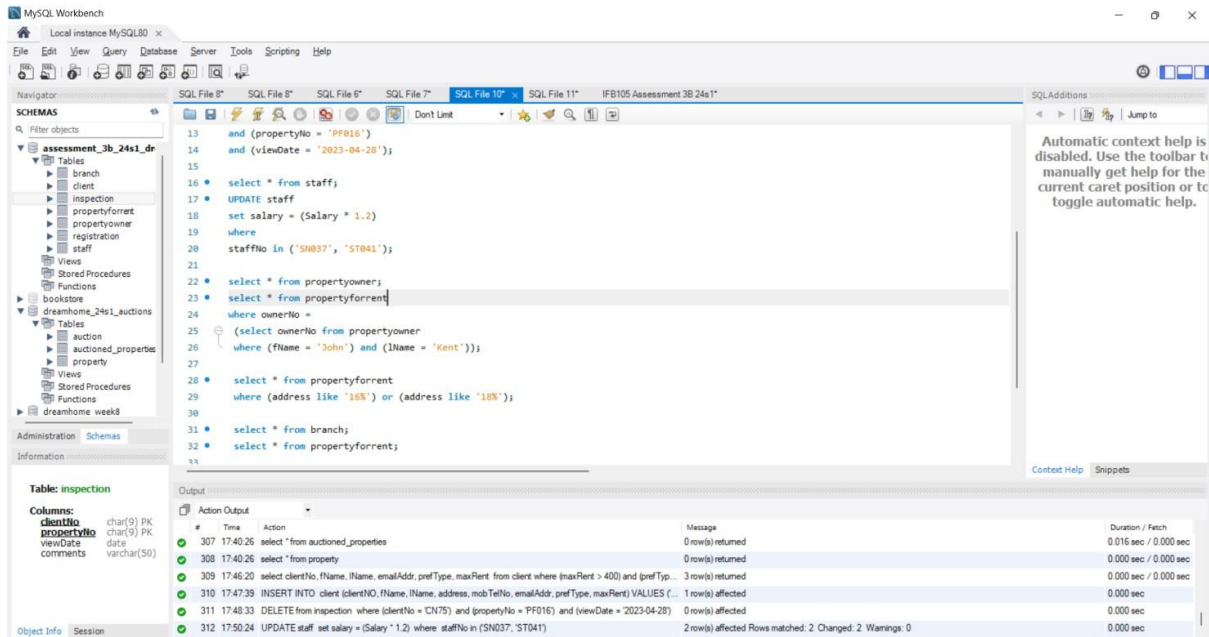 MySQL Workbench
Local instance MySQL80 ×
File Edit View Query Database Server Tools Scripting Help
Navigator
SCHEMAS
Filter objects
assessment_3b_24s1_dr
Tables
branch
client
inspection
propertyforrent
propertyowner
registration
staff
Views
Stored Procedures
Functions
bookstore
dreamhome_24s1_auctions
Tables
auction
auctioned_properties
property
Views
Stored Procedures
Functions
dreamhome_week8
Administration Schemas
Information
Table: inspection
Columns:
clientNo char(9) PK
propertyNo char(9) PK
viewDate date
comments varchar(50)
Object Info Session
SQL File 8* SQL File 8* SQL File 6* SQL File 7* SQL File 10* × SQL File 11* IFB105 Assessment 3B 24s1*
Don't Limit
13 and (propertyNo = 'PF016')
14 and (viewDate = '2023-04-28');
15
16 select * from staff;
17 UPDATE staff
18 set salary = (Salary * 1.2)
19 where
20 staffNo in ('SN037', 'ST041');
21
22 select * from propertyowner;
23 select * from propertyforrent
24 where ownerNo =
25 (select ownerNo from propertyowner
26 where (fName = 'John') and (lName = 'Kent'));
27
28 select * from propertyforrent
29 where (address like '16%') or (address like '18%');
30
31 select * from branch;
32 select * from propertyforrent;
33
SQLAdditions
Jump to
Automatic context help is
disabled. Use the toolbar to
manually get help for the
current caret position or to
toggle automatic help.
Context Help Snippets
Output
Action Output
# Time Action Message Duration / Fetch
307 17:40:26 select * from auctioned_properties 0 row(s) returned 0.016 sec / 0.000 sec
308 17:40:26 select * from property 0 row(s) returned 0.000 sec / 0.000 sec
309 17:46:20 select clientNo, fName, lName, emailAddr, prefType, maxRent from client where (maxRent > 400) and (prefTyp... 3 row(s) returned 0.000 sec / 0.000 sec
310 17:47:39 INSERT INTO client (clientNO, fName, lName, address, mobTelNo, emailAddr, prefType, maxRent) VALUES ('... 1 row(s) affected 0.000 sec
311 17:48:33 DELETE from inspection where (clientNo = 'CN75') and (propertyNo = 'PF016') and (viewDate = '2023-04-28') 0 row(s) affected 0.000 sec
312 17:50:24 UPDATE staff set salary = (Salary * 1.2) where staffNo in ('SN037', 'ST041') 2 row(s) affected Rows matched: 2 Changed: 2 Warnings: 0 0.000 sec